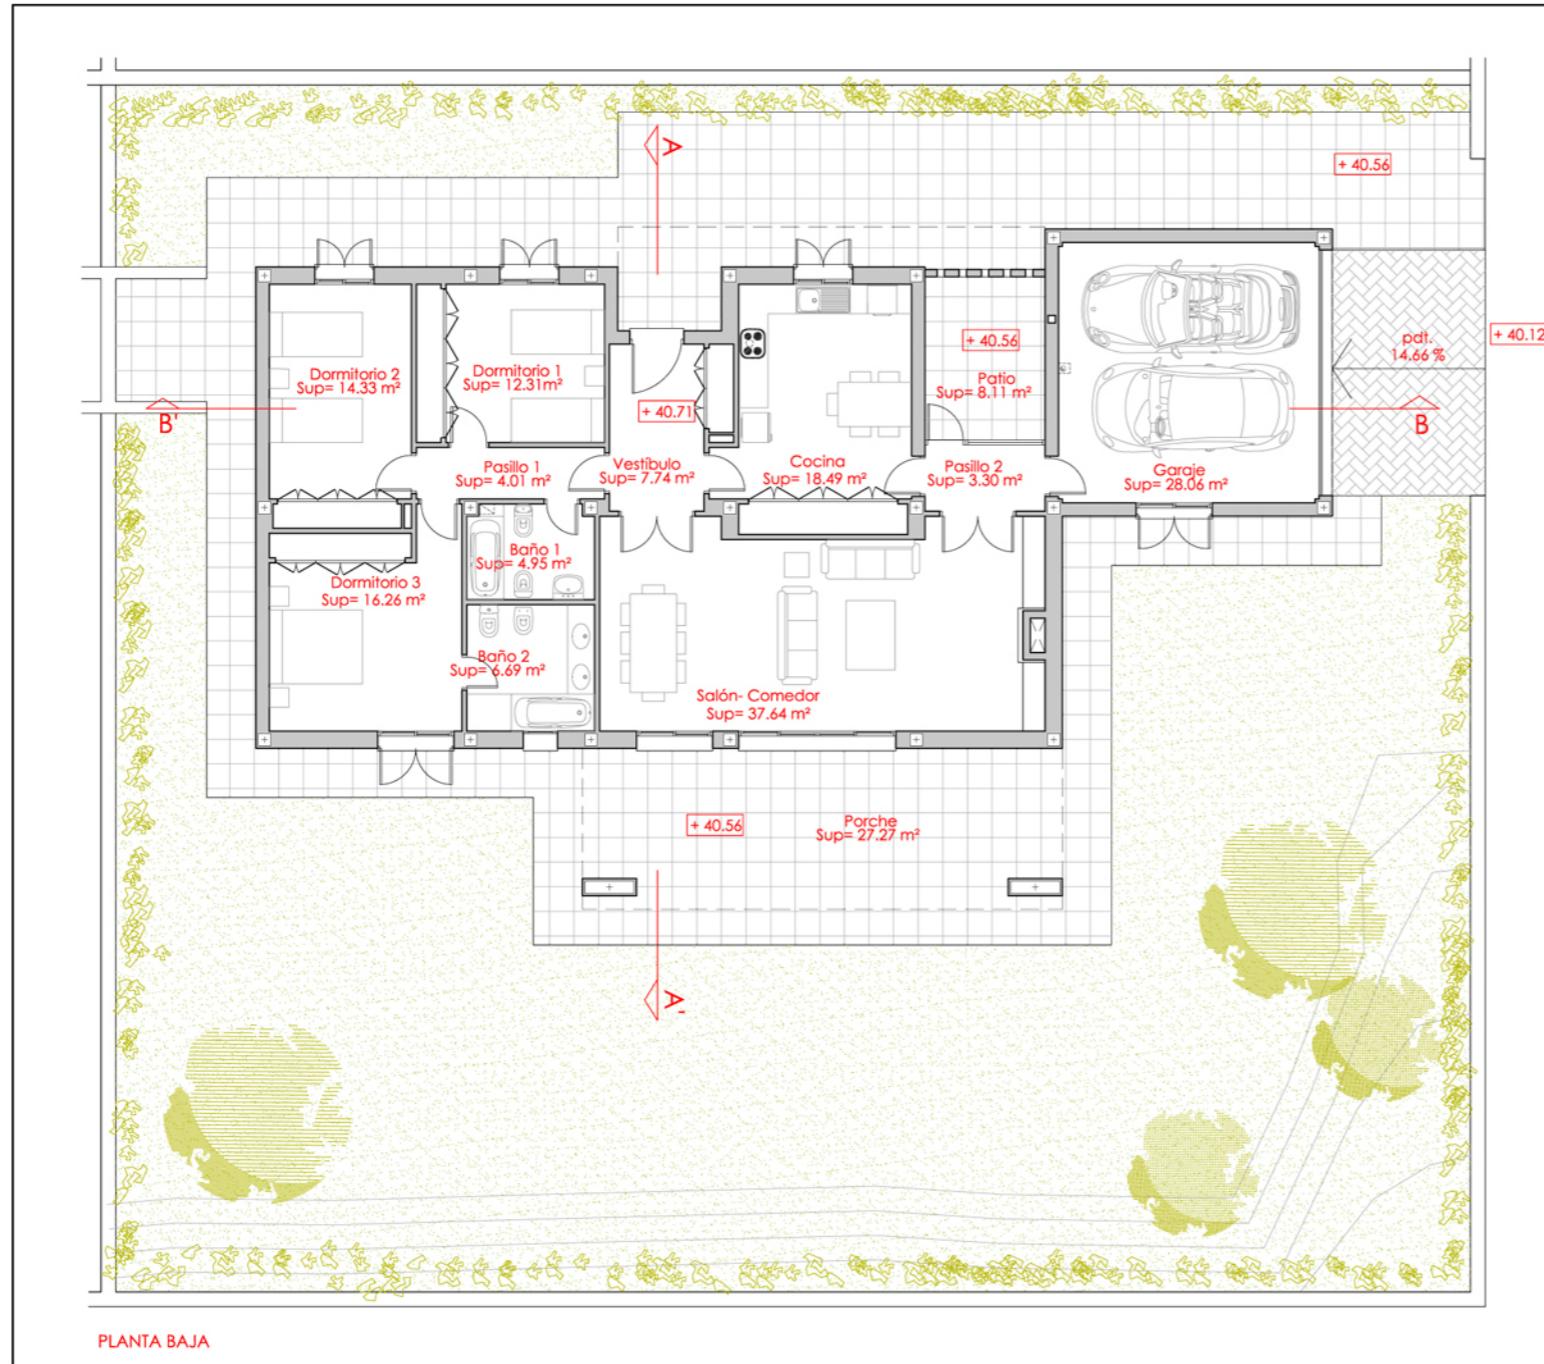 A
+ 40.56
+ 40.12
pdt.
14.66 %
+ 40.56
Patio
Sup= 8.11 m²
Dormitorio 2
Sup= 14.33 m²
Dormitorio 1
Sup= 12.31m²
+ 40.71
B'
B
Pasillo 1
Sup= 4.01 m²
Vestíbulo
Sup= 7.74 m²
Cocina
Sup= 18.49 m²
Pasillo 2
Sup= 3.30 m²
Garaje
Sup= 28.06 m²
Baño 1
Sup= 4.95 m²
Dormitorio 3
Sup= 16.26 m²
Baño 2
Sup= 6.69 m²
Salón- Comedor
Sup= 37.64 m²
+ 40.56
Porche
Sup= 27.27 m²
A'
PLANTA BAJA